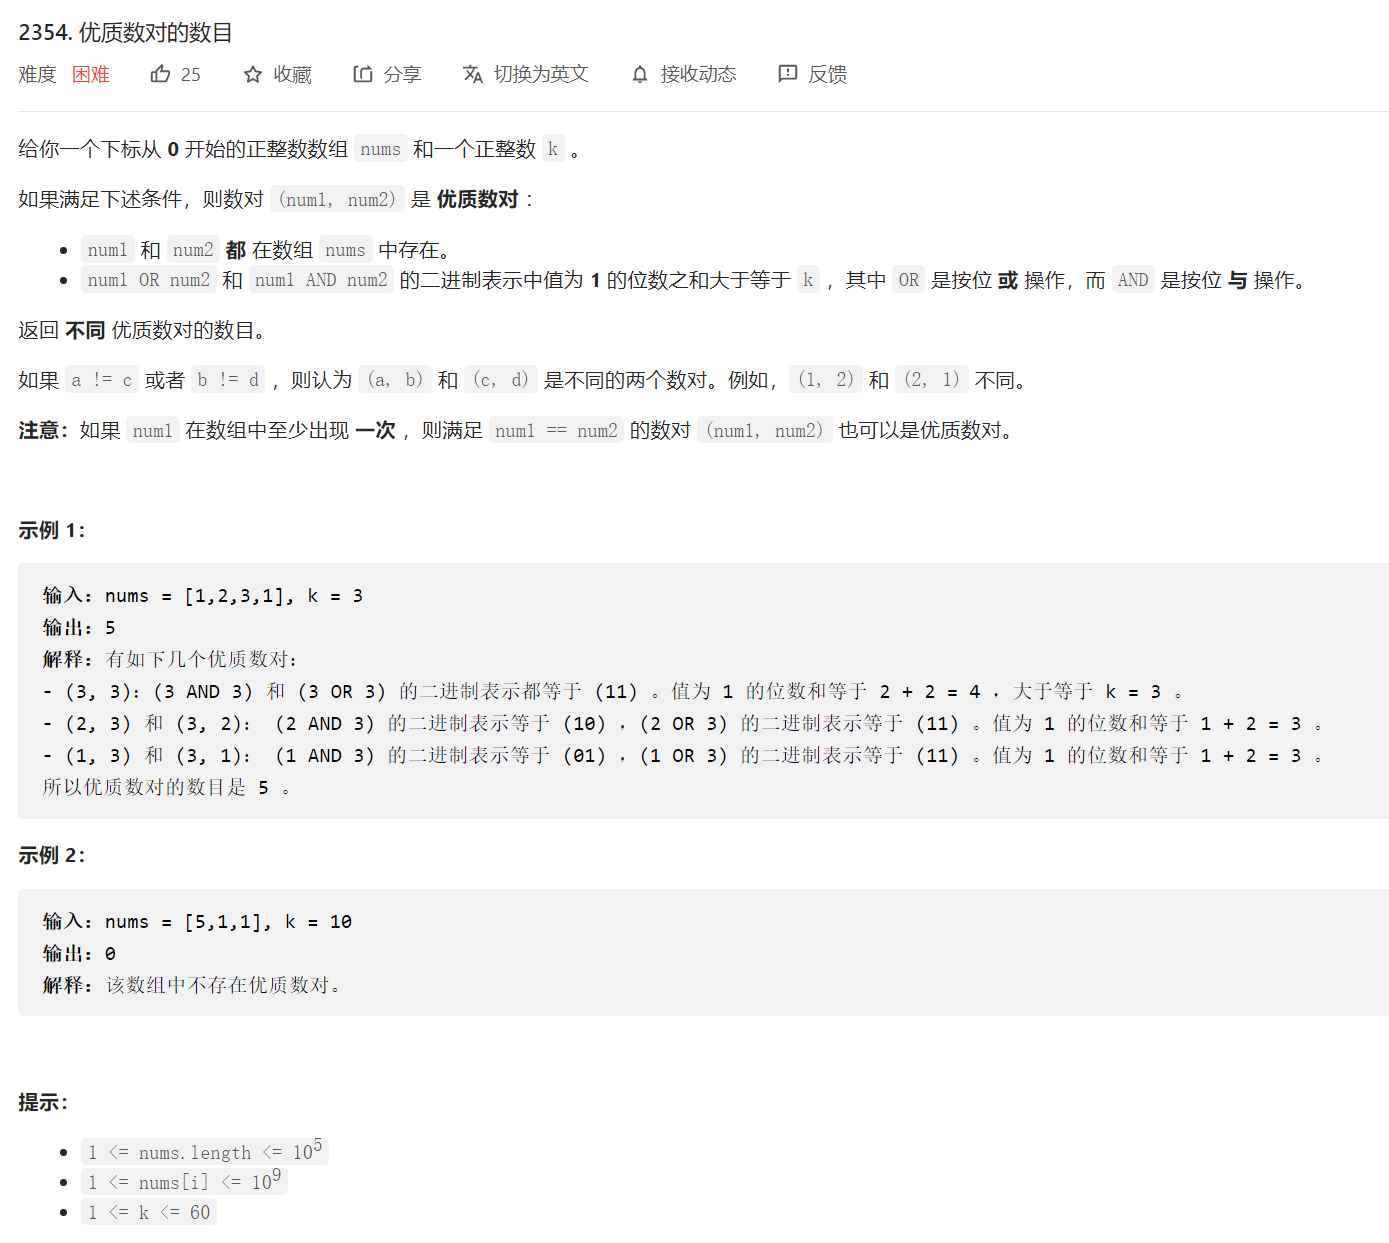 2354. 优质数对的数目
难度 困难 25 收藏 分享 切换为英文 接收动态 反馈
给你一个下标从 0 开始的正整数数组 nums 和一个正整数 k 。
如果满足下述条件，则数对 (num1, num2) 是 优质数对 ：
• num1 和 num2 都 在数组 nums 中存在。
• num1 OR num2 和 num1 AND num2 的二进制表示中值为 1 的位数之和大于等于 k ，其中 OR 是按位 或 操作，而 AND 是按位 与 操作。
返回 不同 优质数对的数目。
如果 a != c 或者 b != d ，则认为 (a, b) 和 (c, d) 是不同的两个数对。例如，(1, 2) 和 (2, 1) 不同。
注意：如果 num1 在数组中至少出现 一次 ，则满足 num1 == num2 的数对 (num1, num2) 也可以是优质数对。
示例 1：
输入：nums = [1,2,3,1], k = 3
输出：5
解释：有如下几个优质数对：
- (3, 3)：(3 AND 3) 和 (3 OR 3) 的二进制表示都等于 (11) 。值为 1 的位数和等于 2 + 2 = 4 ，大于等于 k = 3 。
- (2, 3) 和 (3, 2)： (2 AND 3) 的二进制表示等于 (10) ，(2 OR 3) 的二进制表示等于 (11) 。值为 1 的位数和等于 1 + 2 = 3 。
- (1, 3) 和 (3, 1)： (1 AND 3) 的二进制表示等于 (01) ，(1 OR 3) 的二进制表示等于 (11) 。值为 1 的位数和等于 1 + 2 = 3 。
所以优质数对的数目是 5 。
示例 2：
输入：nums = [5,1,1], k = 10
输出：0
解释：该数组中不存在优质数对。
提示：
• 1 <= nums.length <= 10⁵
• 1 <= nums[i] <= 10⁹
• 1 <= k <= 60